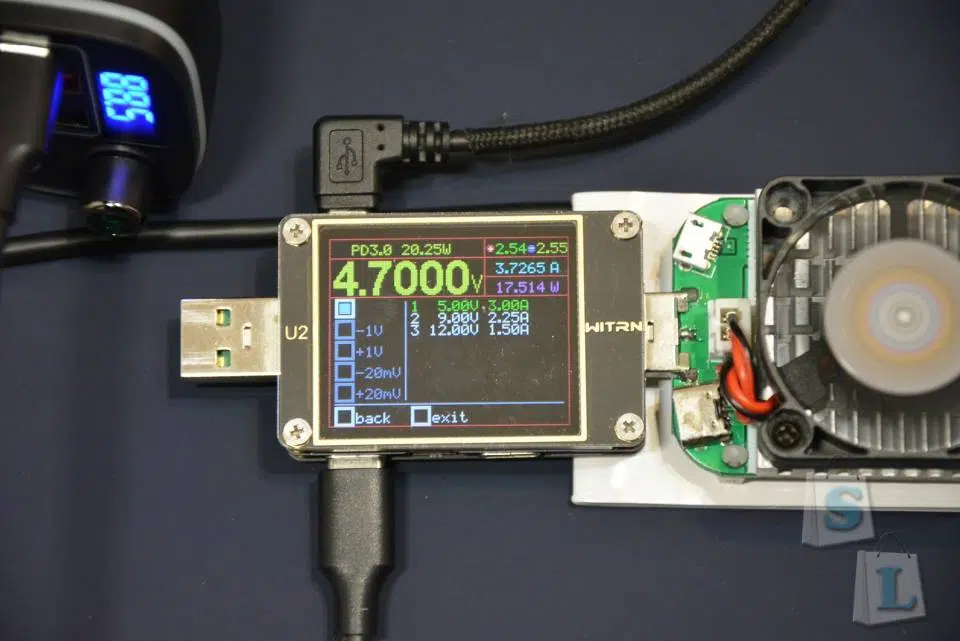 5.88
PD3.0 20.25W
+2.54 2.55
4.7000V
3.7265 A
17.514 W
1 5.00V 3.00A
2 9.00V 2.25A
3 12.00V 1.50A
-1V
+1V
-20mV
+20mV
back exit
U2
WITRN
S
L